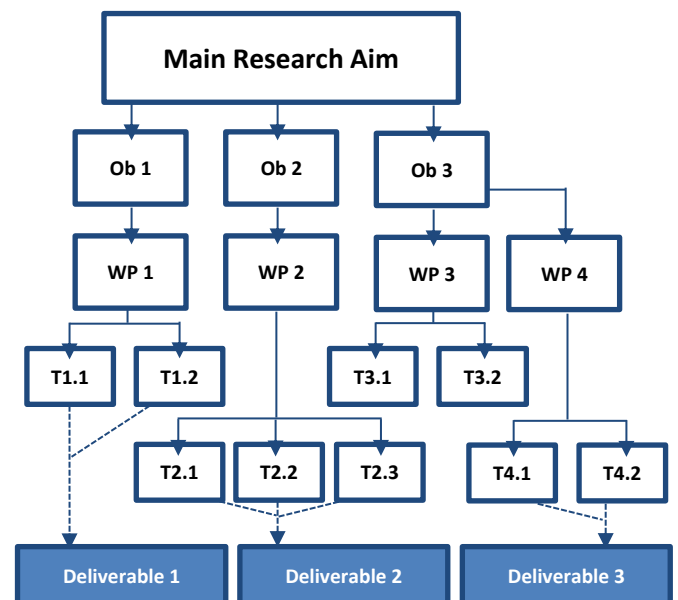 Main Research Aim
Ob 1
Ob 2
Ob 3
WP 1
WP 2
WP 3
WP 4
T1.1
T1.2
T3.1
T3.2
T2.1
T2.2
T2.3
T4.1
T4.2
Deliverable 1
Deliverable 2
Deliverable 3